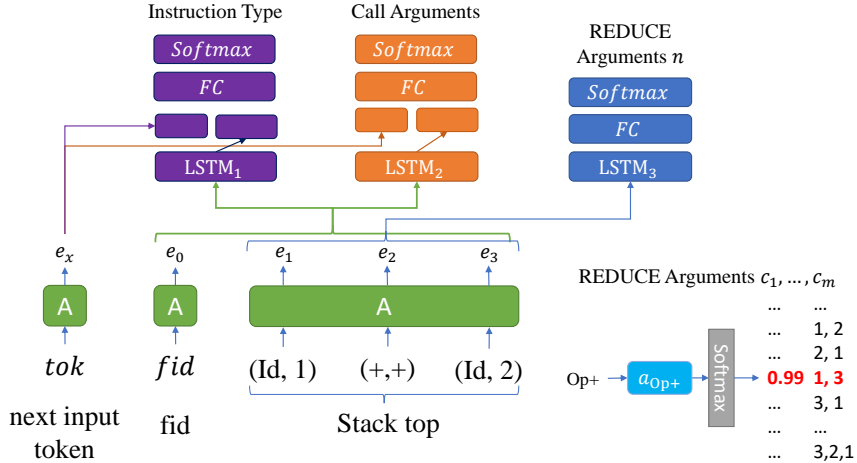 Instruction Type
Call Arguments
REDUCE
Arguments n
Softmax
Softmax
Softmax
FC
FC
FC
LSTM₁
LSTM₂
LSTM₃
eₓ
e₀
e₁
e₂
e₃
A
A
A
tok
fid
(Id, 1)
(+,+)
(Id, 2)
next input
token
fid
Stack top
REDUCE Arguments c₁, … , cₘ
... ...
... 1, 2
... 2, 1
Op+
a_Op+
Softmax
0.99 1, 3
... 3, 1
... ...
... 3,2,1